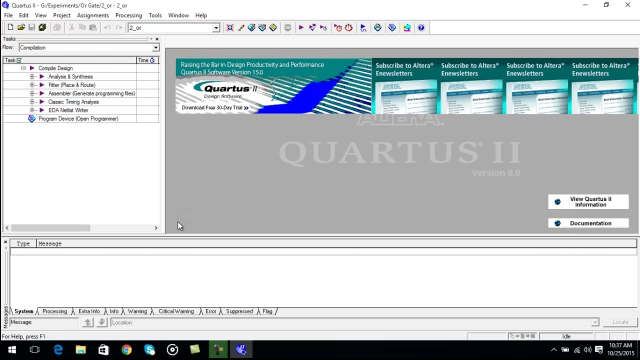 Quartus II - G:/Experiments/Or Gate/2_or - 2_or
File Edit View Project Assignments Processing Tools Window Help
2_or
Tasks
Flow: Compilation
Task Time
Compile Design
Analysis & Synthesis
Fitter (Place & Route)
Assembler (Generate programming files)
Classic Timing Analysis
EDA Netlist Writer
Program Device (Open Programmer)
Raising the Bar in Design Productivity and Performance
Quartus II Software Version 15.0
Quartus II
Design Software
Download Free 30-Day Trial
Subscribe to Altera Enewsletters
Subscribe to Altera Enewsletters
Subscribe to Altera Enewsletters
Subscribe to Altera Enewsletters
ALTERA
QUARTUS II
View Quartus II
Information
Documentation
Type Message
System Processing Extra Info Info Warning Critical Warning Error Suppressed Flag
Messages
Message: Location: Locate
For Help, press F1
Idle
10:37 AM
10/25/2015